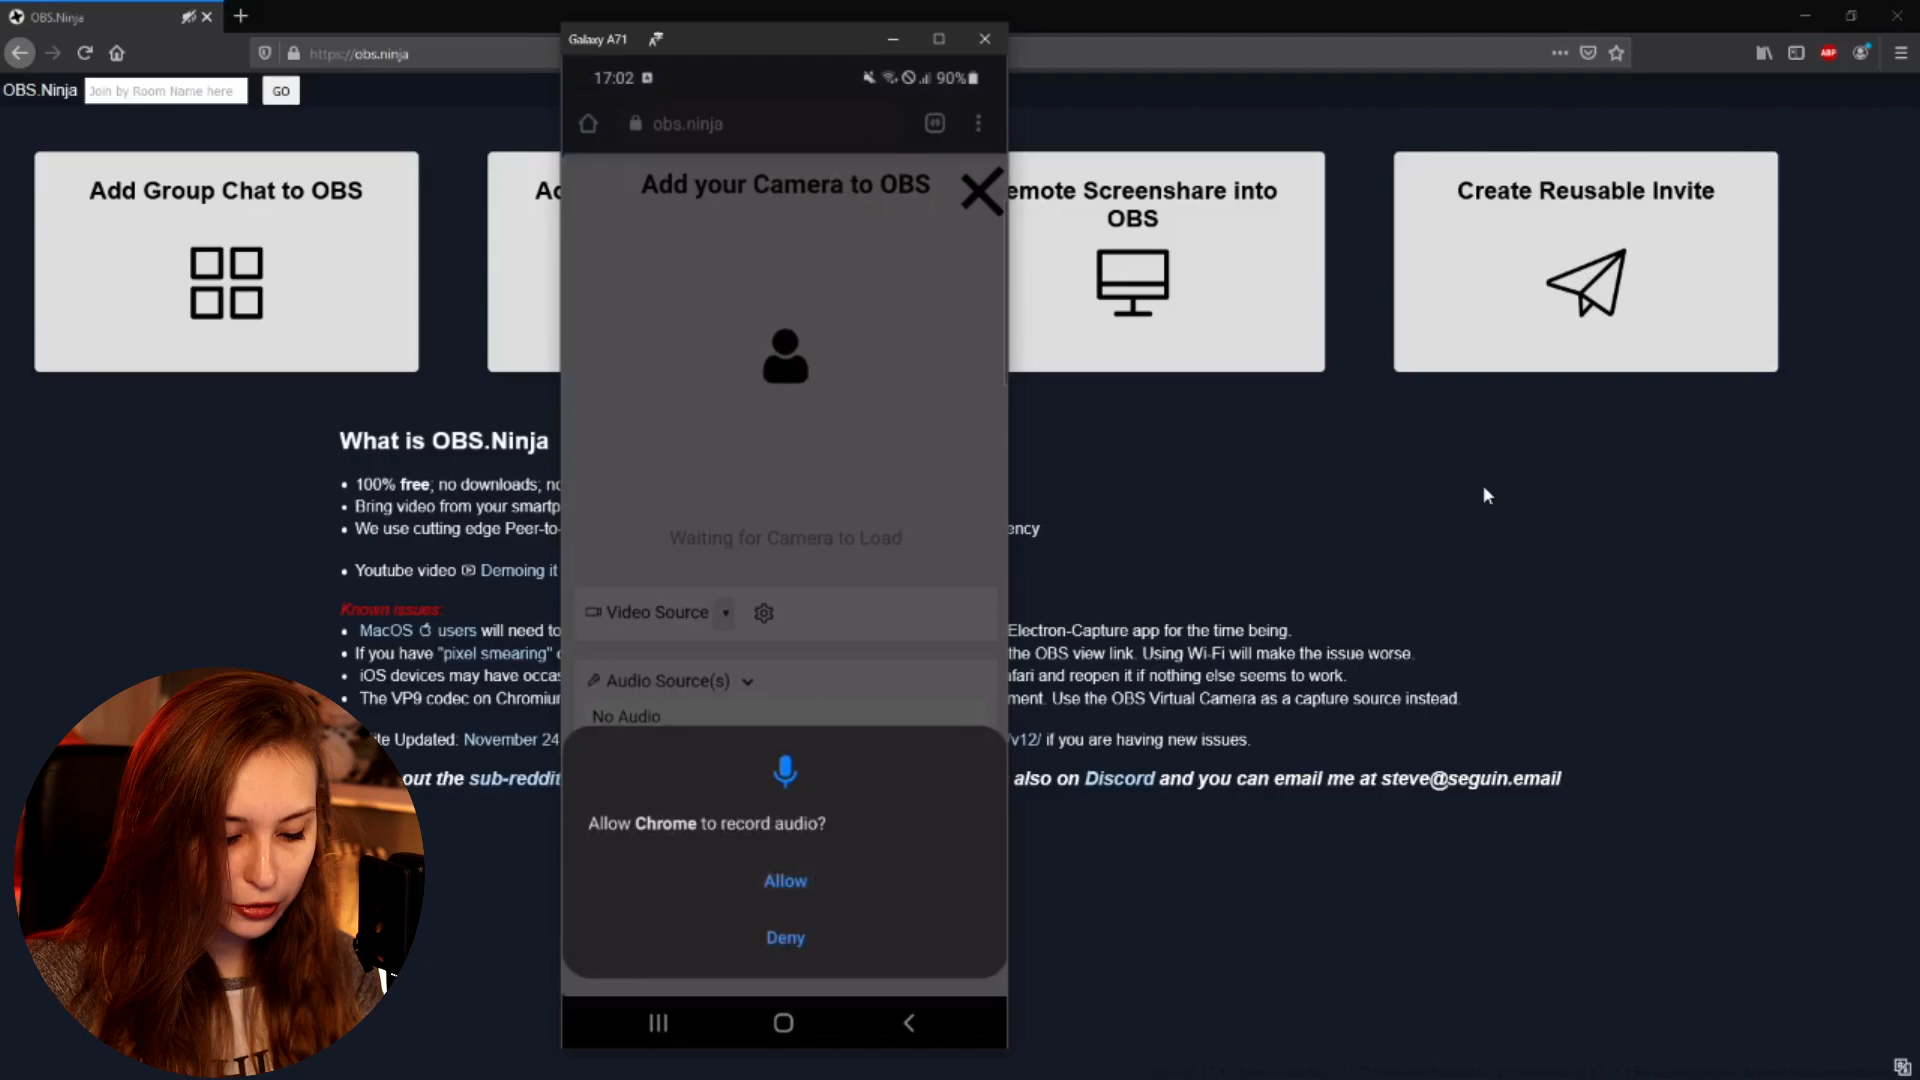 OBS.Ninja
https://obs.ninja
ABP
OBS.Ninja
Join by Room Name here
GO
Galaxy A71
17:02
90%
obs.ninja
Add Group Chat to OBS
Add your Camera to OBS
emote Screenshare into
OBS
Create Reusable Invite
Waiting for Camera to Load
Video Source
Audio Source(s)
No Audio
Allow Chrome to record audio?
Allow
Deny
What is OBS.Ninja
• 100% free; no downloads; no
• Bring video from your smartp
• We use cutting edge Peer-to- ency
• Youtube video Demoing it
Known issues:
• MacOS users will need to Electron-Capture app for the time being.
• If you have "pixel smearing" the OBS view link. Using Wi-Fi will make the issue worse.
• iOS devices may have occas afari and reopen it if nothing else seems to work.
• The VP9 codec on Chromium ment. Use the OBS Virtual Camera as a capture source instead.
ite Updated: November 24 /v12/ if you are having new issues.
out the sub-reddit also on Discord and you can email me at steve@seguin.email